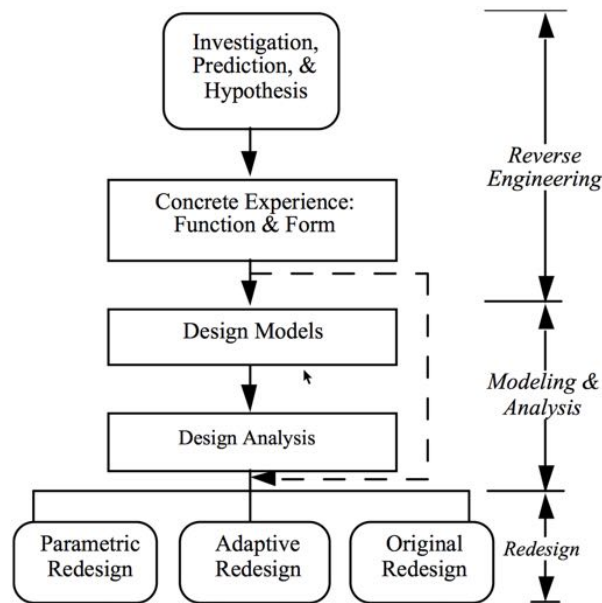 Investigation,
Prediction, &
Hypothesis
Reverse
Engineering
Concrete Experience:
Function & Form
Design Models
Modeling &
Analysis
Design Analysis
Parametric
Redesign
Adaptive
Redesign
Original
Redesign
Redesign